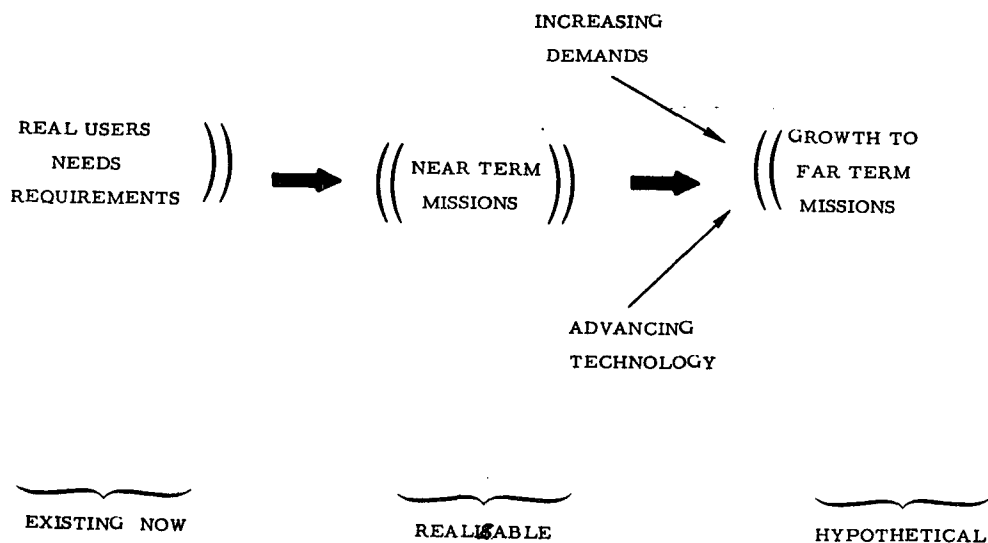 INCREASING
DEMANDS
REAL USERS
NEEDS
REQUIREMENTS
NEAR TERM
MISSIONS
GROWTH TO
FAR TERM
MISSIONS
ADVANCING
TECHNOLOGY
EXISTING NOW
REALISABLE
HYPOTHETICAL